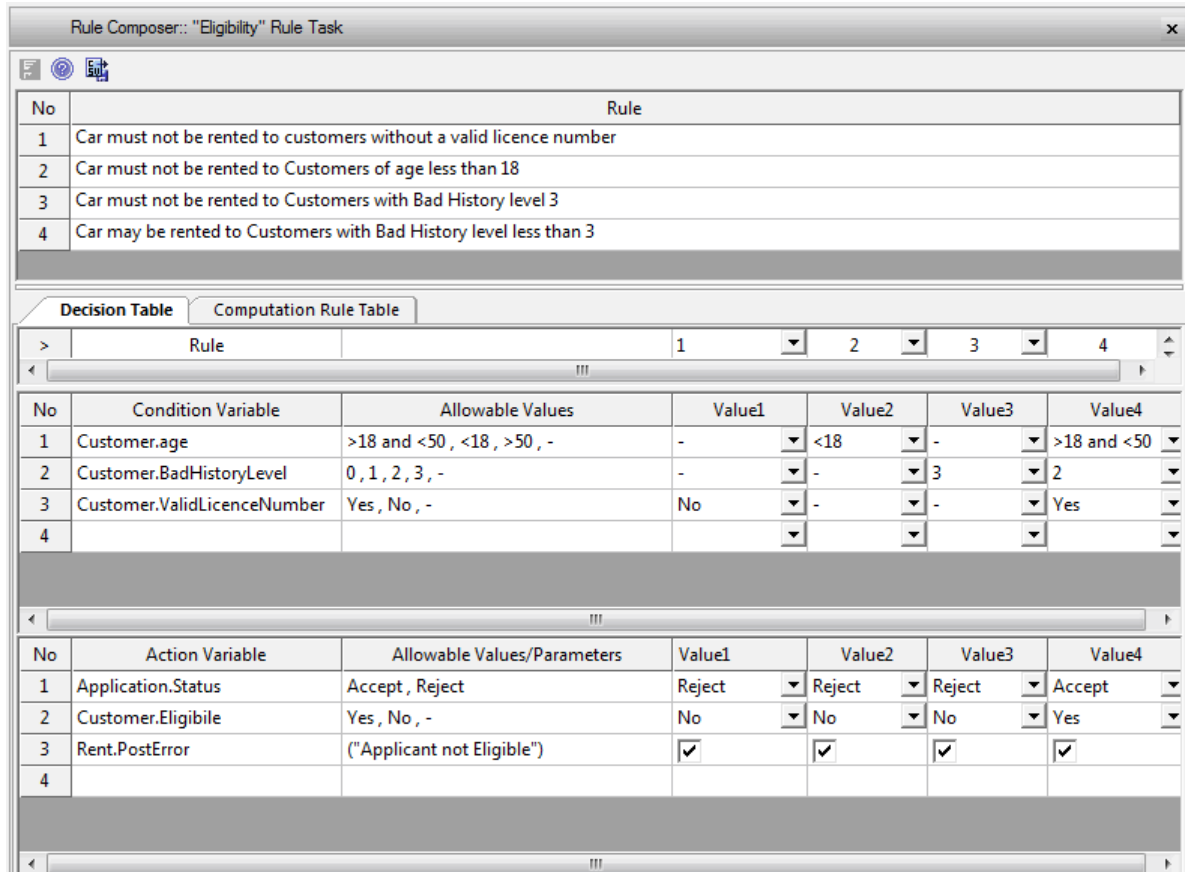 Rule Composer:: "Eligibility" Rule Task x
No Rule
1 Car must not be rented to customers without a valid licence number
2 Car must not be rented to Customers of age less than 18
3 Car must not be rented to Customers with Bad History level 3
4 Car may be rented to Customers with Bad History level less than 3
Decision Table Computation Rule Table
> Rule 1 2 3 4
No Condition Variable Allowable Values Value1 Value2 Value3 Value4
1 Customer.age >18 and <50 , <18 , >50 , - - <18 - >18 and <50
2 Customer.BadHistoryLevel 0 , 1 , 2 , 3 , - - - 3 2
3 Customer.ValidLicenceNumber Yes , No , - No - - Yes
4
No Action Variable Allowable Values/Parameters Value1 Value2 Value3 Value4
1 Application.Status Accept , Reject Reject Reject Reject Accept
2 Customer.Eligibile Yes , No , - No No No Yes
3 Rent.PostError ("Applicant not Eligible")
4